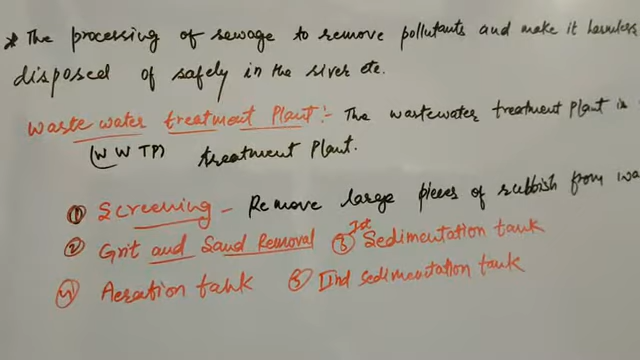 * The processing of sewage to remove pollutants and make it harmless
disposed of safely in the river etc.
Waste water treatment Plant :- The wastewater treatment plant is
(W W TP) treatment Plant.
① Screening - Remove large pieces of rubbish from wa
② Grit and Sand Removal ③ Ist Sedimentation tank
④ Aeration tank ⑤ IInd sedimentation tank